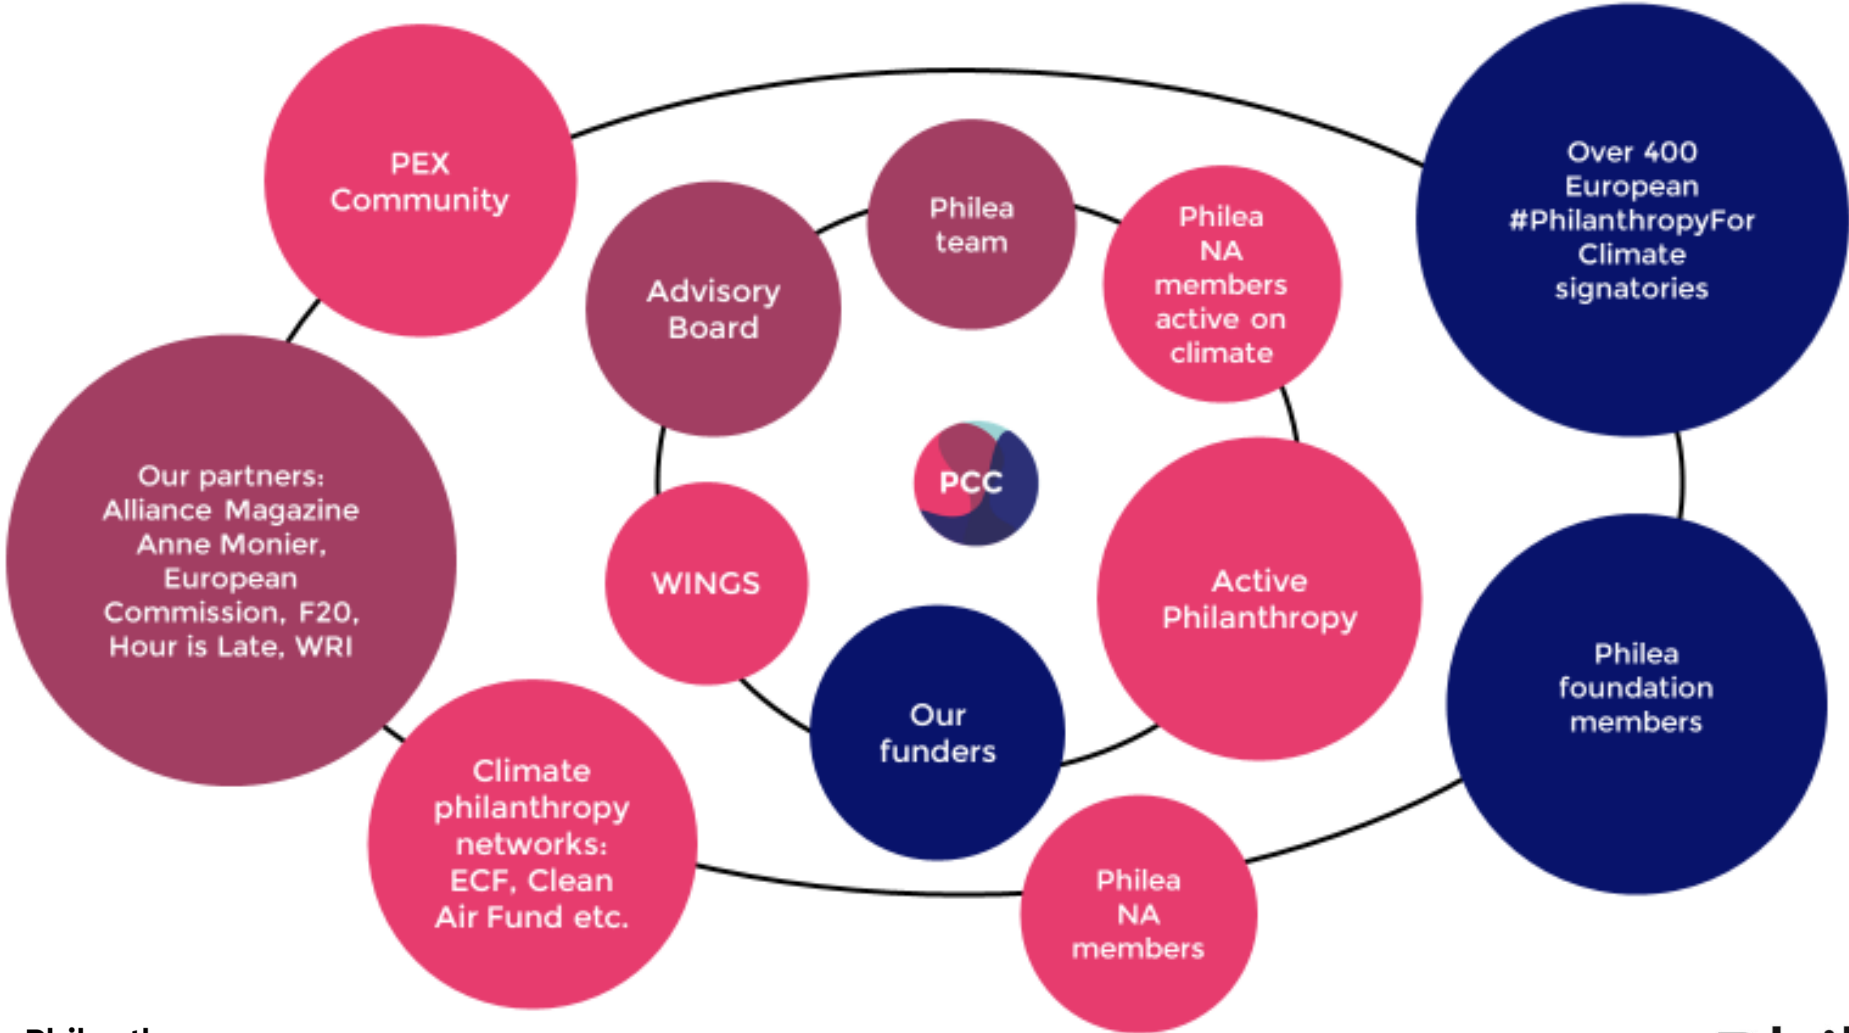 PEX
Community
Over 400
European
#PhilanthropyFor
Climate
signatories
Philea
team
Philea
NA
members
active on
climate
Advisory
Board
PCC
Our partners:
Alliance Magazine
Anne Monier,
European
Commission, F20,
Hour is Late, WRI
WINGS
Active
Philanthropy
Our
funders
Philea
foundation
members
Climate
philanthropy
networks:
ECF, Clean
Air Fund etc.
Philea
NA
members